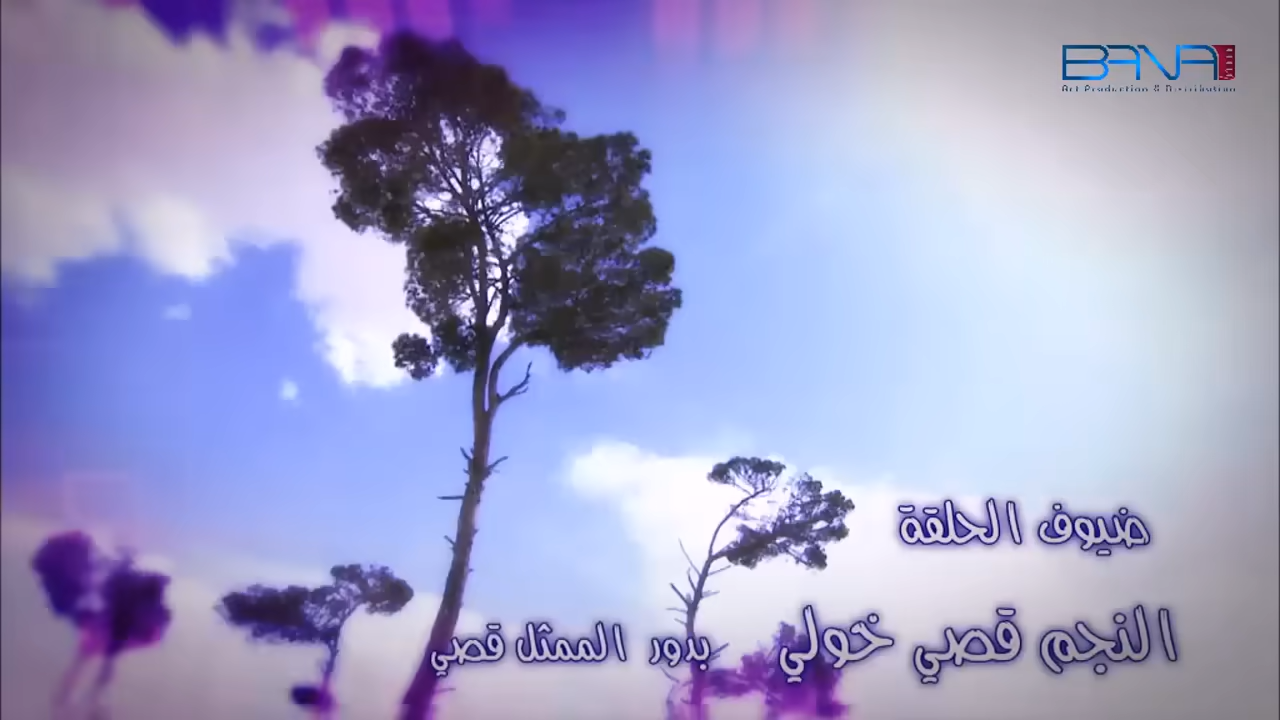 BANA
Art Production & Distribution
ضيوف الحلقة
النجم قصي خولي بدور الممثل قصي